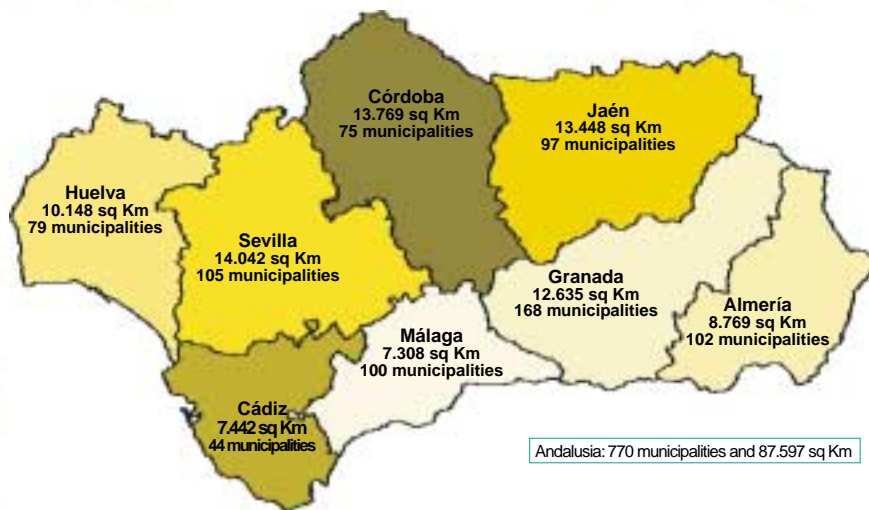 Córdoba
13.769 sq Km
75 municipalities
Jaén
13.448 sq Km
97 municipalities
Huelva
10.148 sq Km
79 municipalities
Sevilla
14.042 sq Km
105 municipalities
Granada
12.635 sq Km
168 municipalities
Almería
8.769 sq Km
102 municipalities
Málaga
7.308 sq Km
100 municipalities
Cádiz
7.442 sq Km
44 municipalities
Andalusia: 770 municipalities and 87.597 sq Km